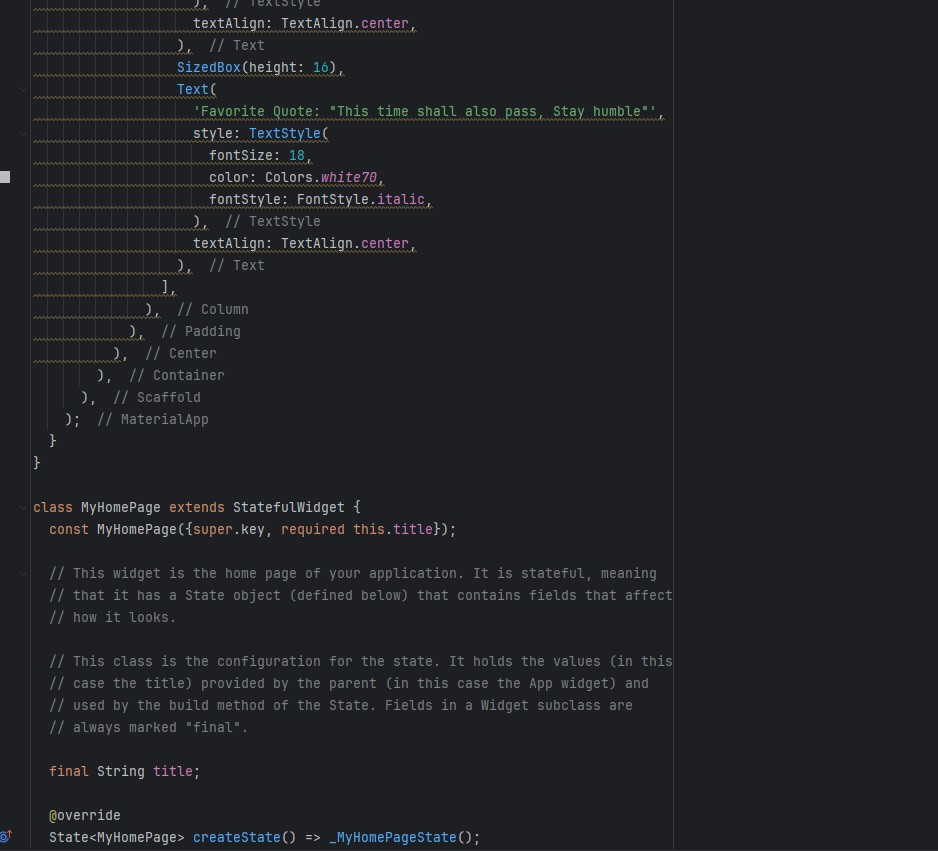 ), // TextStyle
textAlign: TextAlign.center,
), // Text
SizedBox(height: 16),
Text(
'Favorite Quote: "This time shall also pass, Stay humble"',
style: TextStyle(
fontSize: 18,
color: Colors.white70,
fontStyle: FontStyle.italic,
), // TextStyle
textAlign: TextAlign.center,
), // Text
],
), // Column
), // Padding
), // Center
), // Container
), // Scaffold
); // MaterialApp
}
}
class MyHomePage extends StatefulWidget {
const MyHomePage({super.key, required this.title});
// This widget is the home page of your application. It is stateful, meaning
// that it has a State object (defined below) that contains fields that affect
// how it looks.
// This class is the configuration for the state. It holds the values (in this
// case the title) provided by the parent (in this case the App widget) and
// used by the build method of the State. Fields in a Widget subclass are
// always marked "final".
final String title;
@override
State<MyHomePage> createState() => _MyHomePageState();